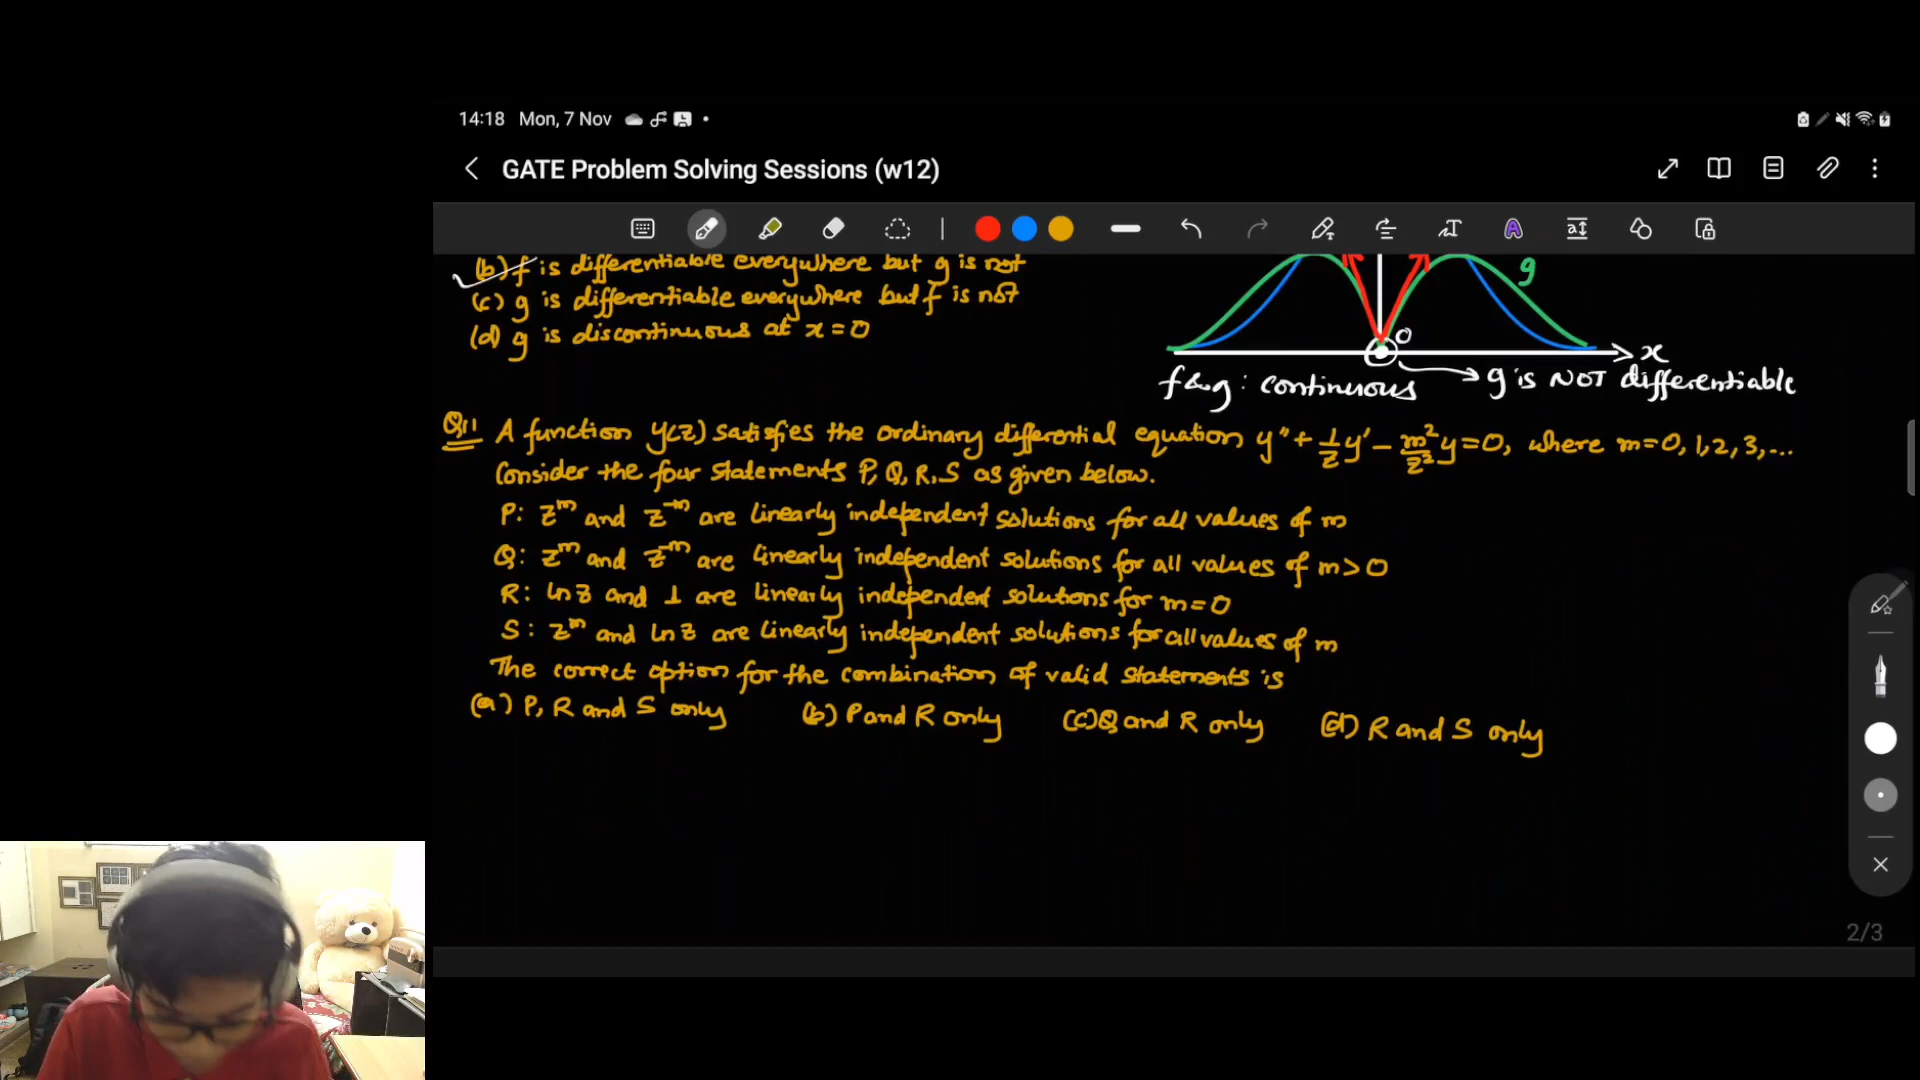 14:18 Mon, 7 Nov
GATE Problem Solving Sessions (w12)
(b) f is differentiable everywhere but g is not
(c) g is differentiable everywhere but f is not
(d) g is discontinuous at x = 0
g
0
x
f & g : continuous
g is NOT differentiable
Q11 A function y(z) satisfies the ordinary differential equation y'' + 1/z y' - m²/z² y = 0, where m = 0, 1, 2, 3, ...
Consider the four statements P, Q, R, S as given below.
P: z^m and z^-m are linearly independent solutions for all values of m
Q: z^m and z^-m are linearly independent solutions for all values of m > 0
R: ln z and 1 are linearly independent solutions for m = 0
S: z^m and ln z are linearly independent solutions for all values of m
The correct option for the combination of valid statements is
(a) P, R and S only (b) P and R only (c) Q and R only (d) R and S only
2/3